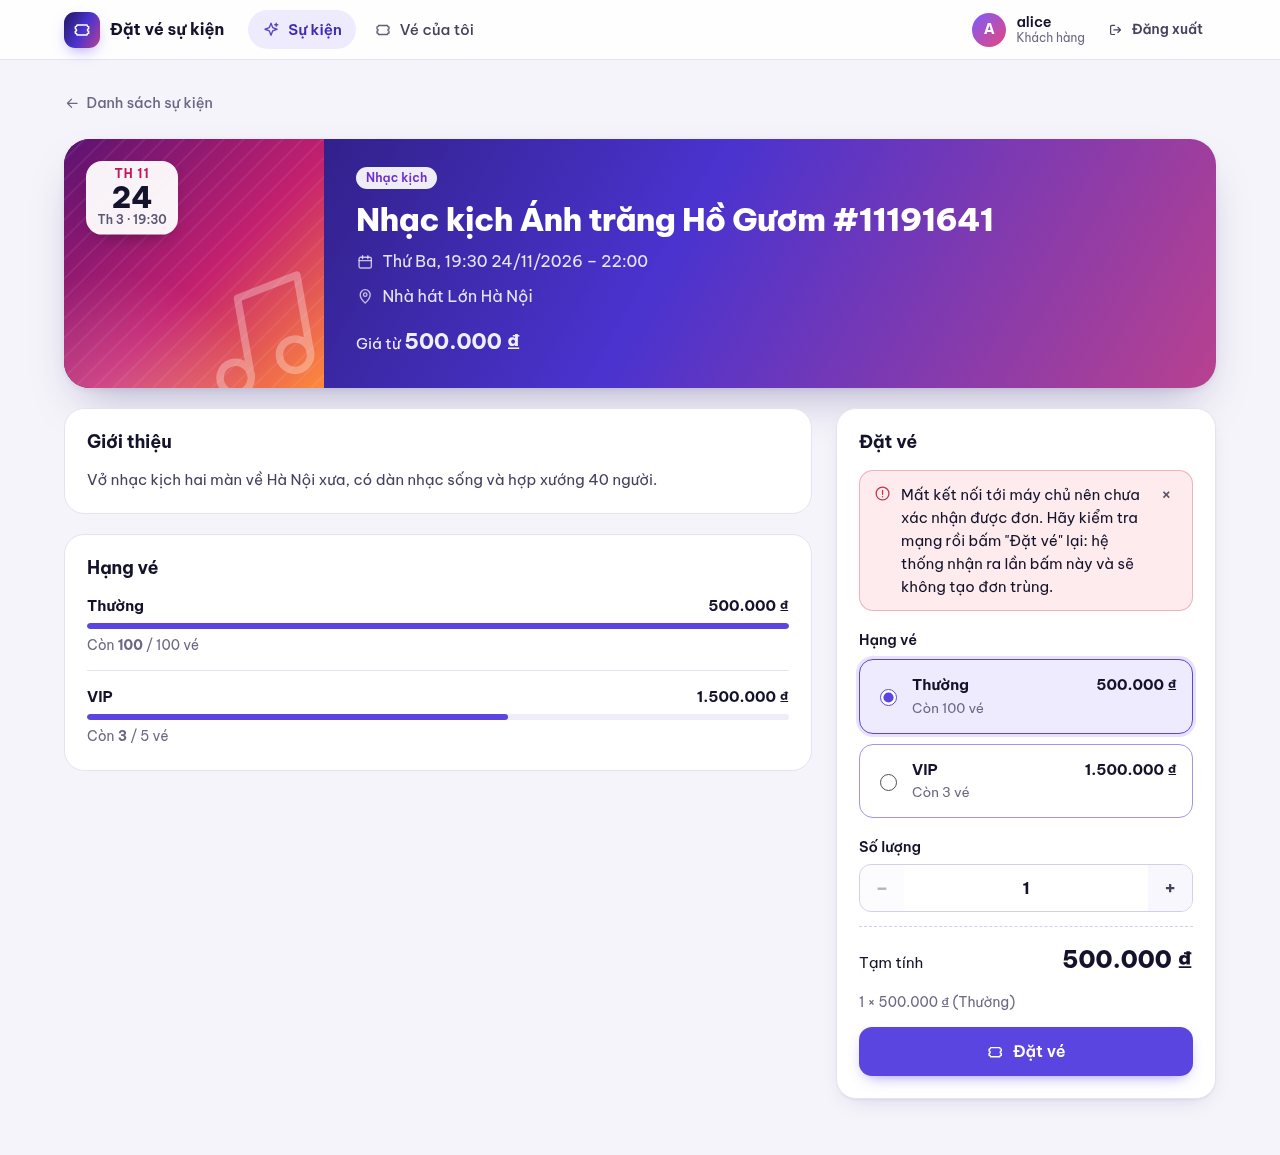 Đặt vé sự kiện
Sự kiện
Vé của tôi
A
alice
Khách hàng
Đăng xuất
← Danh sách sự kiện
TH 11
24
Th 3 · 19:30
Nhạc kịch
Nhạc kịch Ánh trăng Hồ Gươm #11191641
Thứ Ba, 19:30 24/11/2026 – 22:00
Nhà hát Lớn Hà Nội
Giá từ 500.000 ₫
Giới thiệu
Vở nhạc kịch hai màn về Hà Nội xưa, có dàn nhạc sống và hợp xướng 40 người.
Hạng vé
Thường 500.000 ₫
Còn 100 / 100 vé
VIP 1.500.000 ₫
Còn 3 / 5 vé
Đặt vé
Mất kết nối tới máy chủ nên chưa ×
xác nhận được đơn. Hãy kiểm tra
mạng rồi bấm "Đặt vé" lại: hệ
thống nhận ra lần bấm này và sẽ
không tạo đơn trùng.
Hạng vé
Thường 500.000 ₫
Còn 100 vé
VIP 1.500.000 ₫
Còn 3 vé
Số lượng
− 1 +
Tạm tính 500.000 ₫
1 × 500.000 ₫ (Thường)
Đặt vé